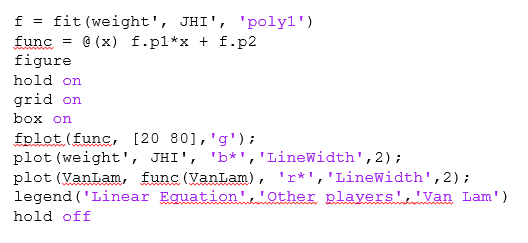 f = fit(weight', JHI', 'poly1')
func = @(x) f.p1*x + f.p2
figure
hold on
grid on
box on
fplot(func, [20 80],'g');
plot(weight', JHI', 'b*','LineWidth',2);
plot(VanLam, func(VanLam), 'r*','LineWidth',2);
legend('Linear Equation','Other players','Van Lam')
hold off